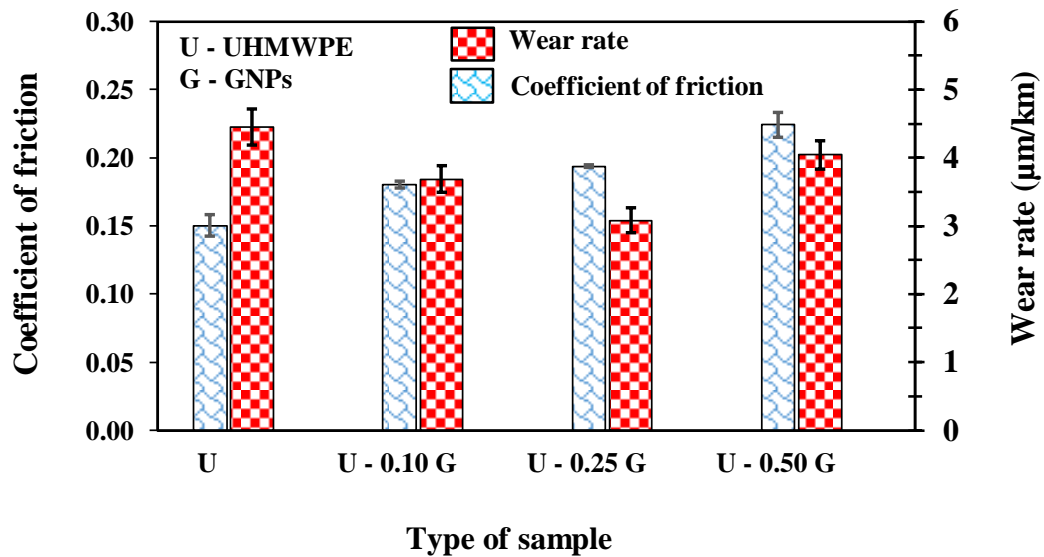 0.30
0.25
0.20
0.15
0.10
0.05
0.00
Coefficient of friction
U - UHMWPE
G - GNPs
Wear rate
Coefficient of friction
6
5
4
3
2
1
0
Wear rate (µm/km)
U
U - 0.10 G
U - 0.25 G
U - 0.50 G
Type of sample